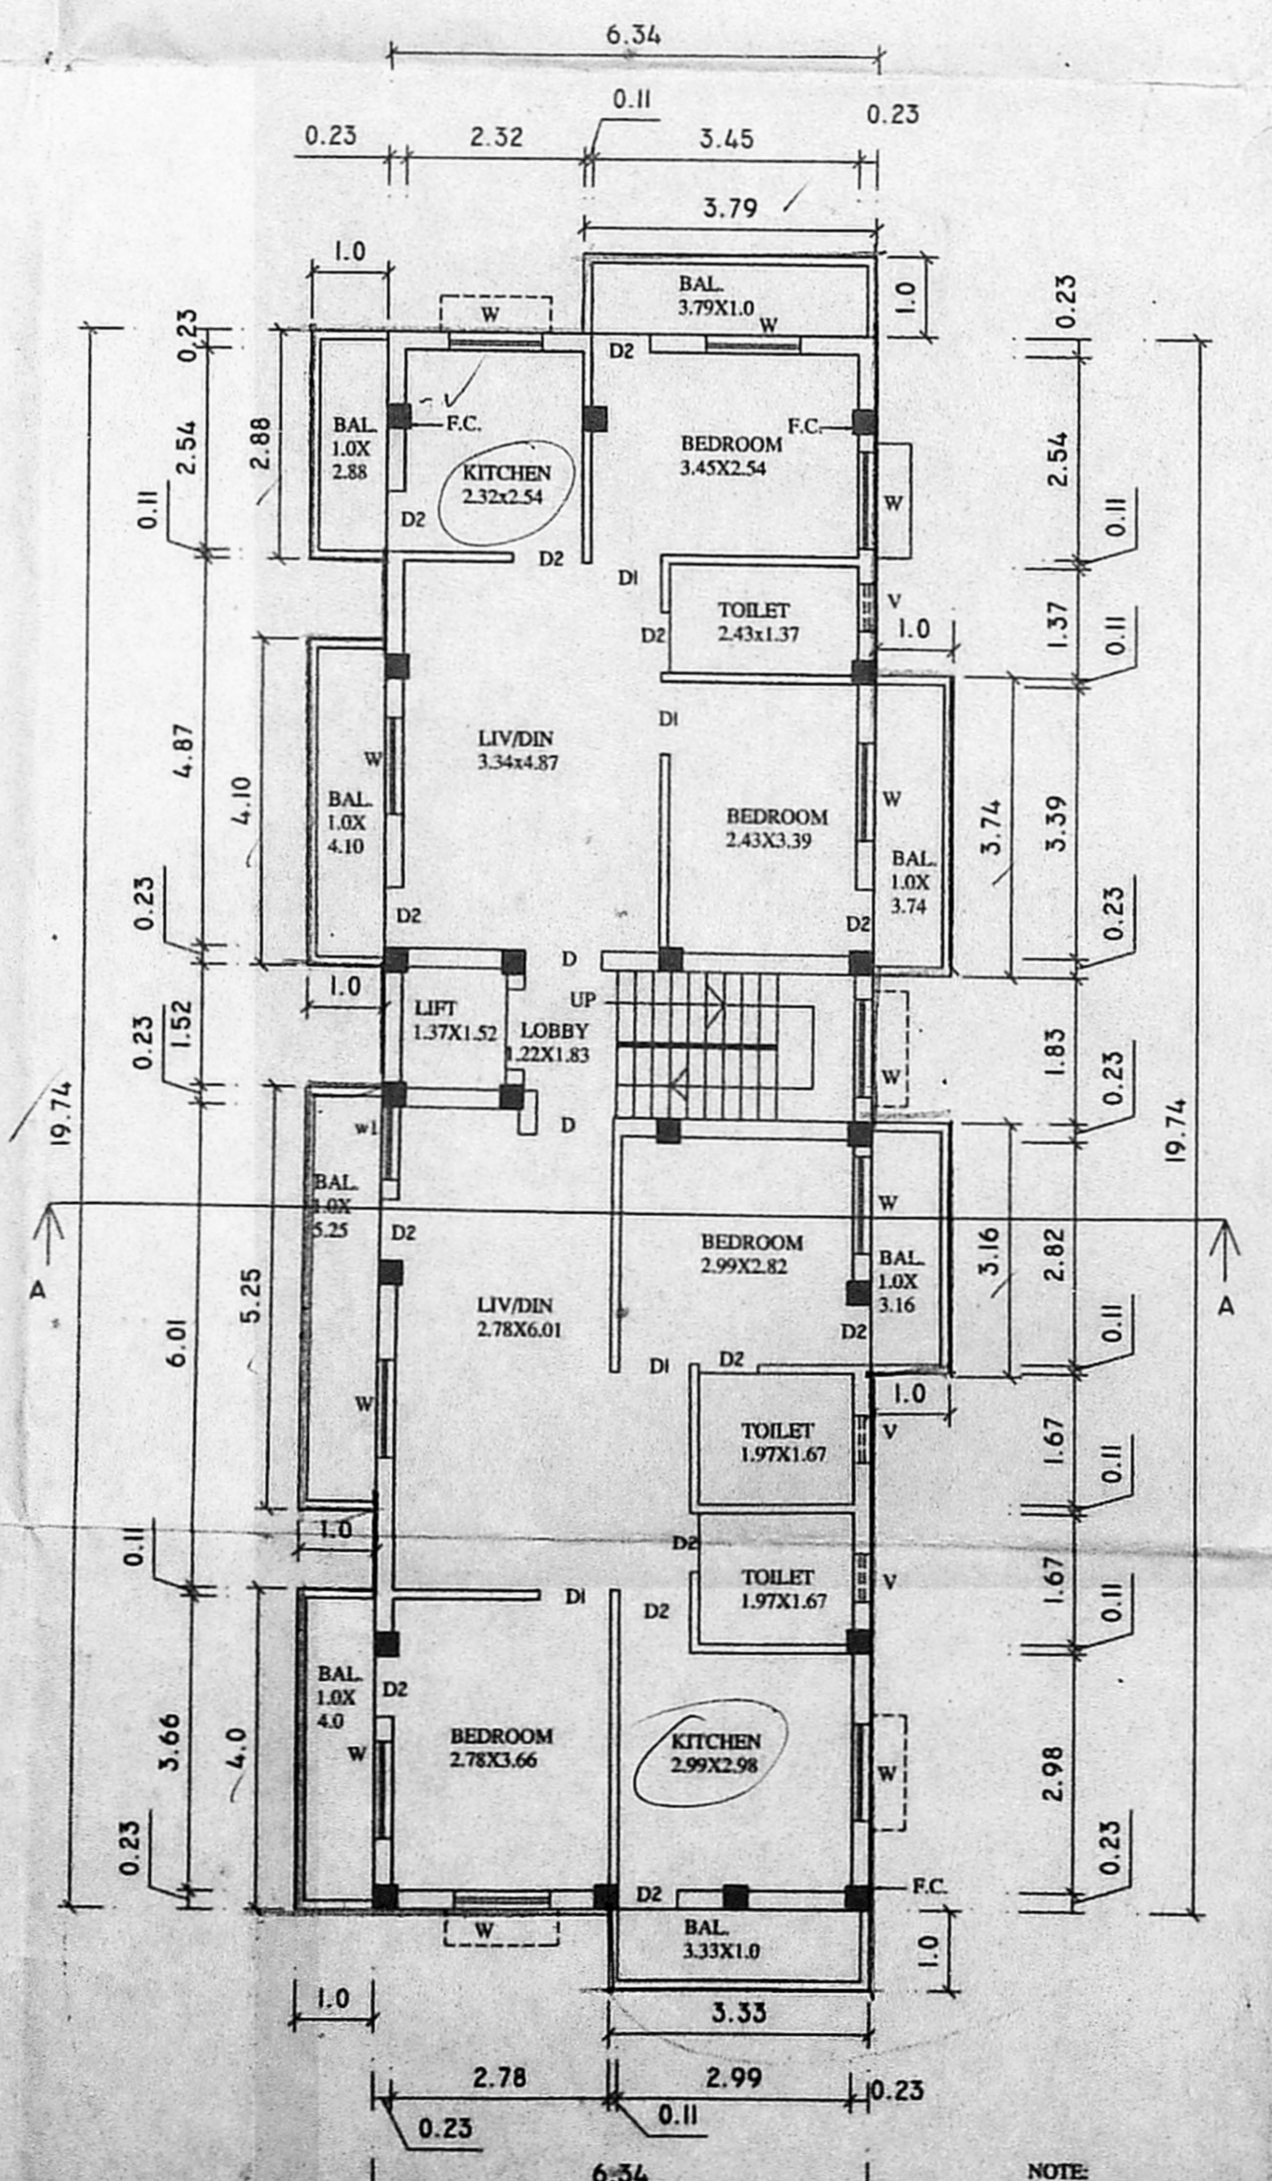 6.34
0.11
0.23
0.23
2.32
3.45
3.79
1.0
BAL.
3.79X1.0
W
1.0
0.23
0.23
W
D2
2.54
2.88
BAL.
1.0X
2.88
F.C.
KITCHEN
2.32x2.54
F.C.
BEDROOM
3.45X2.54
W
2.54
0.11
0.11
D2
D2
D1
TOILET
2.43x1.37
V
D2
1.0
1.37
0.11
D1
4.87
4.10
W
BAL.
1.0X
4.10
LIV/DIN
3.34x4.87
BEDROOM
2.43X3.39
W
BAL.
1.0X
3.74
3.74
3.39
0.23
0.23
D2
D2
D
1.0
UP
LIFT
1.37X1.52
LOBBY
1.22X1.83
1.52
0.23
W
1.83
0.23
19.74
19.74
w1
D
BAL.
1.0X
5.25
D2
BEDROOM
2.99X2.82
W
BAL.
1.0X
3.16
3.16
2.82
A
A
5.25
6.01
LIV/DIN
2.78X6.01
D2
0.11
D1
D2
1.0
W
TOILET
1.97X1.67
V
1.67
0.11
1.0
0.11
D2
TOILET
1.97X1.67
V
1.67
0.11
D1
D2
BAL.
1.0X
4.0
D2
W
3.66
4.0
BEDROOM
2.78X3.66
KITCHEN
2.99X2.98
W
2.98
0.23
0.23
D2
F.C.
W
BAL.
3.33X1.0
1.0
1.0
3.33
2.78
2.99
0.23
0.23
0.11
6.34
NOTE: